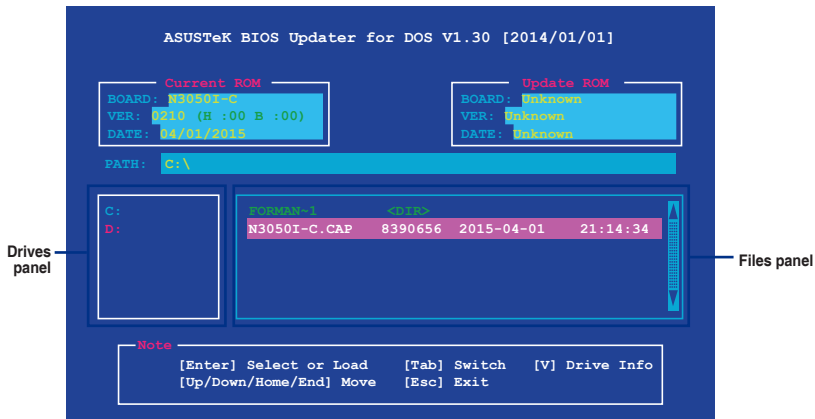 ASUSTeK BIOS Updater for DOS V1.30 [2014/01/01]
Current ROM
BOARD: N3050I-C
VER: 0210 (H :00 B :00)
DATE: 04/01/2015
Update ROM
BOARD: Unknown
VER: Unknown
DATE: Unknown
PATH: C:\
Drives panel
C:
D:
FORMAN~1 <DIR>
N3050I-C.CAP 8390656 2015-04-01 21:14:34
Files panel
Note
[Enter] Select or Load [Tab] Switch [V] Drive Info
[Up/Down/Home/End] Move [Esc] Exit